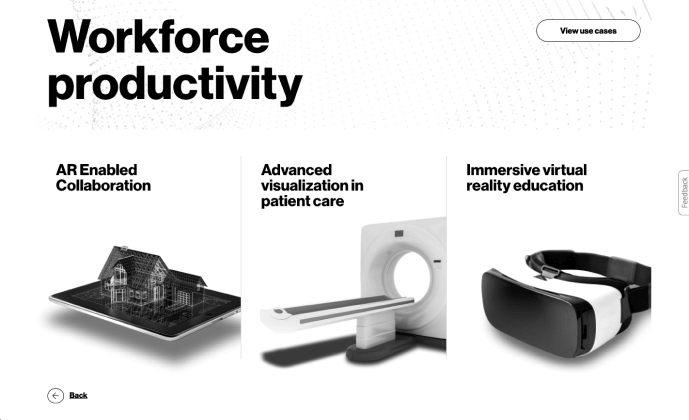 Workforce
productivity
View use cases
AR Enabled
Collaboration
Advanced
visualization in
patient care
Immersive virtual
reality education
Feedback
Back